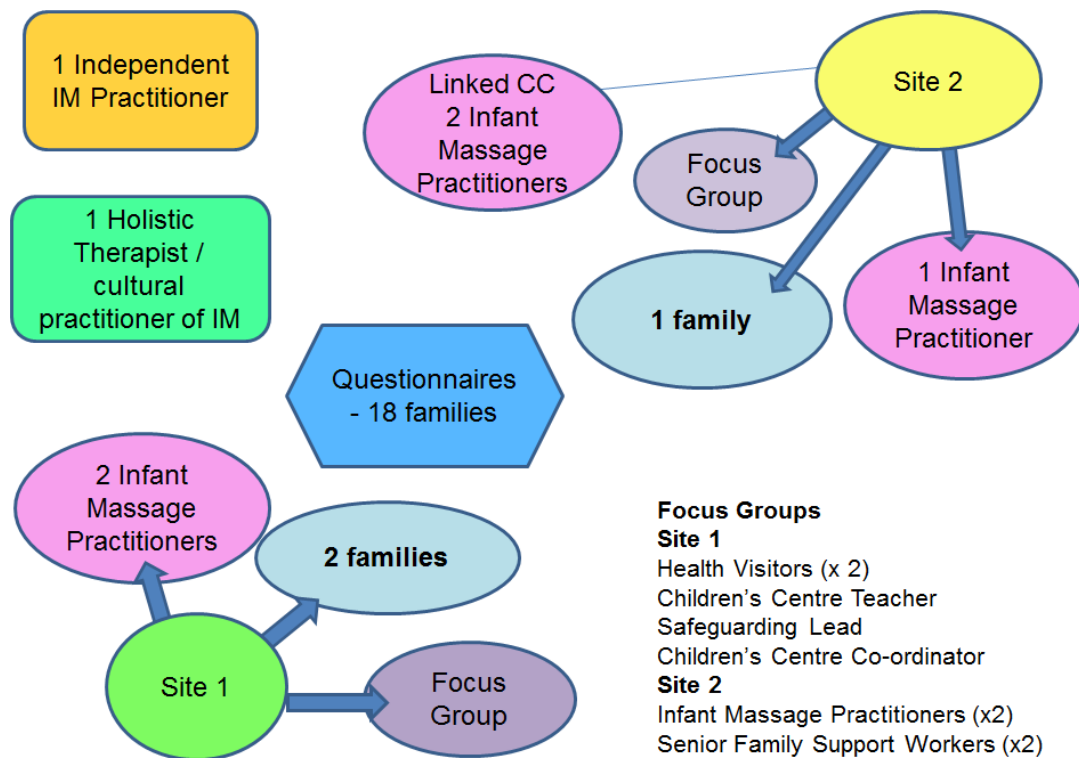 1 Independent
IM Practitioner
Linked CC
2 Infant
Massage
Practitioners
Site 2
Focus
Group
1 Holistic
Therapist /
cultural
practitioner of IM
1 family
1 Infant
Massage
Practitioner
Questionnaires
- 18 families
2 Infant
Massage
Practitioners
2 families
Site 1
Focus
Group
Focus Groups
Site 1
Health Visitors (x 2)
Children’s Centre Teacher
Safeguarding Lead
Children’s Centre Co-ordinator
Site 2
Infant Massage Practitioners (x2)
Senior Family Support Workers (x2)